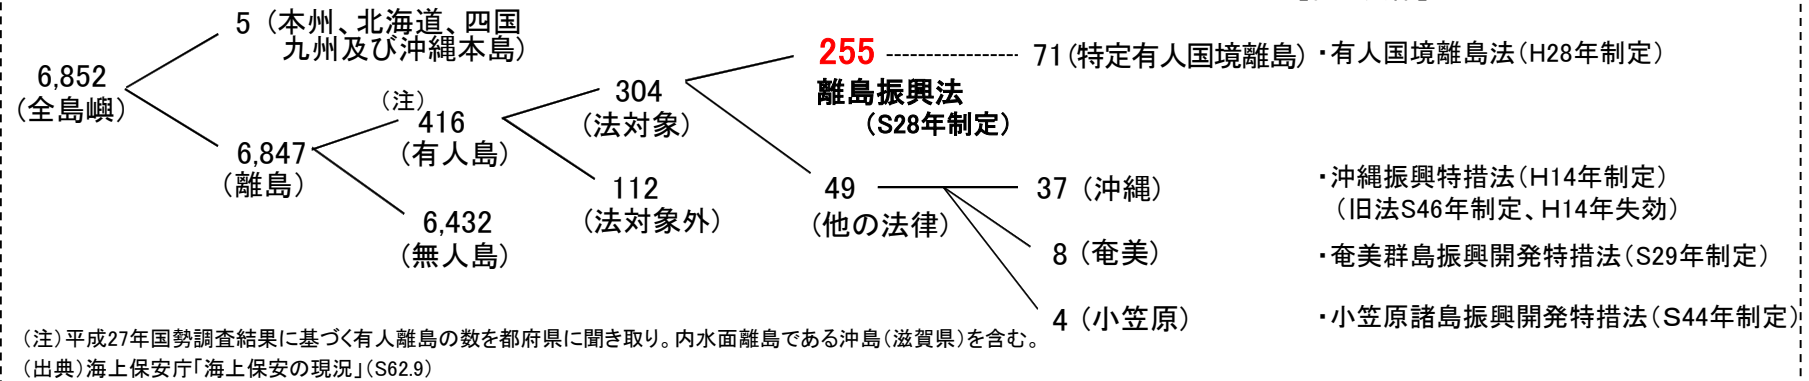 6,852
(全島嶼)
5 (本州、北海道、四国
九州及び沖縄本島)
6,847
(離島)
(注)
416
(有人島)
6,432
(無人島)
304
(法対象)
112
(法対象外)
255
離島振興法
(S28年制定)
71(特定有人国境離島)
・有人国境離島法(H28年制定)
49
(他の法律)
37 (沖縄)
・沖縄振興特措法(H14年制定)
(旧法S46年制定、H14年失効)
8 (奄美)
・奄美群島振興開発特措法(S29年制定)
4 (小笠原)
・小笠原諸島振興開発特措法(S44年制定)
(注)平成27年国勢調査結果に基づく有人離島の数を都府県に聞き取り。内水面離島である沖島(滋賀県)を含む。
(出典)海上保安庁「海上保安の現況」(S62.9)